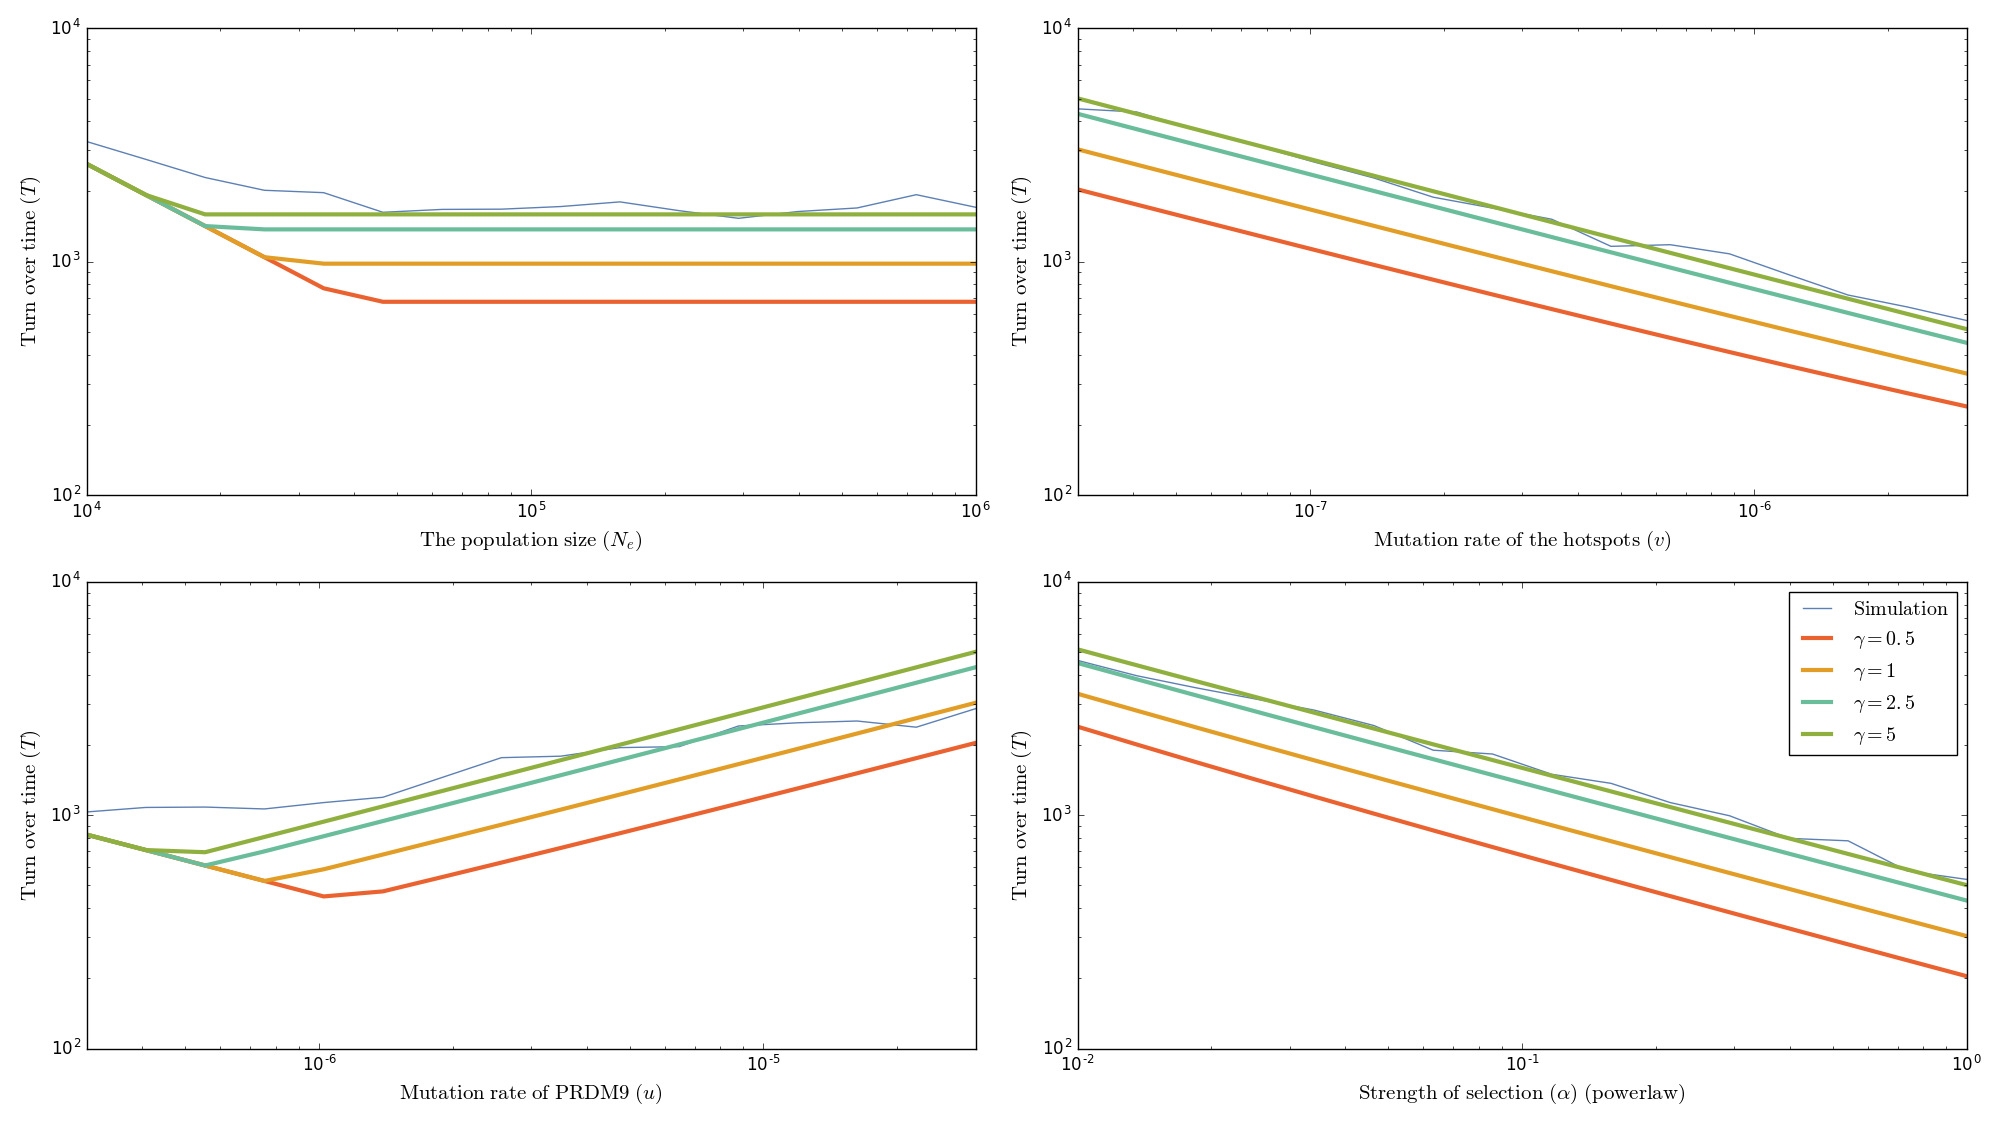 10^4
10^3
10^2
10^4
10^5
10^6
Turn over time (T)
The population size (N_e)
10^4
10^3
10^2
10^-7
10^-6
Turn over time (T)
Mutation rate of the hotspots (v)
10^4
10^3
10^2
10^-6
10^-5
Turn over time (T)
Mutation rate of PRDM9 (u)
10^4
10^3
10^2
10^-2
10^-1
10^0
Turn over time (T)
Strength of selection (α) (powerlaw)
Simulation
γ = 0.5
γ = 1
γ = 2.5
γ = 5